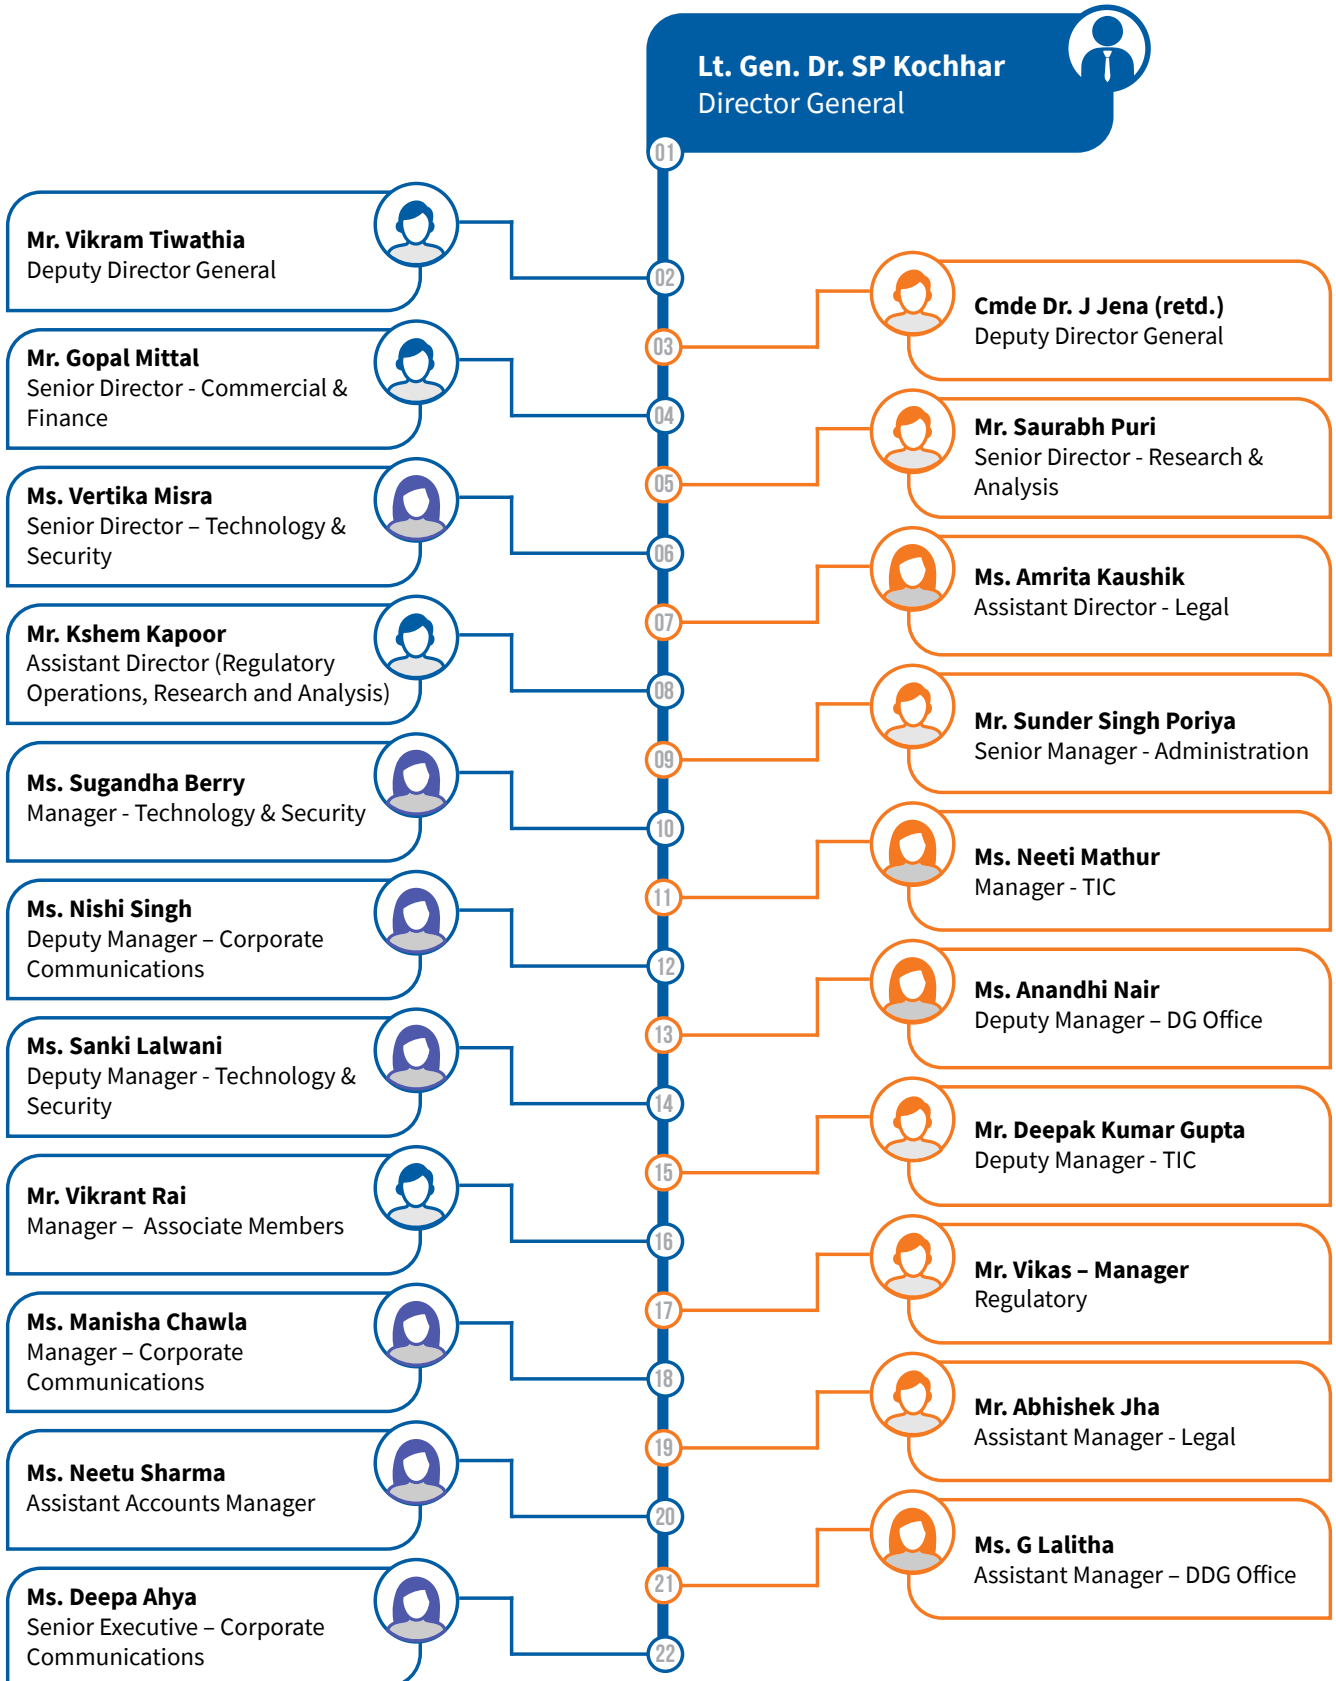 Lt. Gen. Dr. SP Kochhar
Director General
01
Mr. Vikram Tiwathia
Deputy Director General
02
Cmde Dr. J Jena (retd.)
Deputy Director General
03
Mr. Gopal Mittal
Senior Director - Commercial &
Finance
04
Mr. Saurabh Puri
Senior Director - Research &
Analysis
05
Ms. Vertika Misra
Senior Director – Technology &
Security
06
Ms. Amrita Kaushik
Assistant Director - Legal
07
Mr. Kshem Kapoor
Assistant Director (Regulatory
Operations, Research and Analysis)
08
Mr. Sunder Singh Poriya
Senior Manager - Administration
09
Ms. Sugandha Berry
Manager - Technology & Security
10
Ms. Neeti Mathur
Manager - TIC
11
Ms. Nishi Singh
Deputy Manager – Corporate
Communications
12
Ms. Anandhi Nair
Deputy Manager – DG Office
13
Ms. Sanki Lalwani
Deputy Manager - Technology &
Security
14
Mr. Deepak Kumar Gupta
Deputy Manager - TIC
15
Mr. Vikrant Rai
Manager – Associate Members
16
Mr. Vikas – Manager
Regulatory
17
Ms. Manisha Chawla
Manager – Corporate
Communications
18
Mr. Abhishek Jha
Assistant Manager - Legal
19
Ms. Neetu Sharma
Assistant Accounts Manager
20
Ms. G Lalitha
Assistant Manager – DDG Office
21
Ms. Deepa Ahya
Senior Executive – Corporate
Communications
22